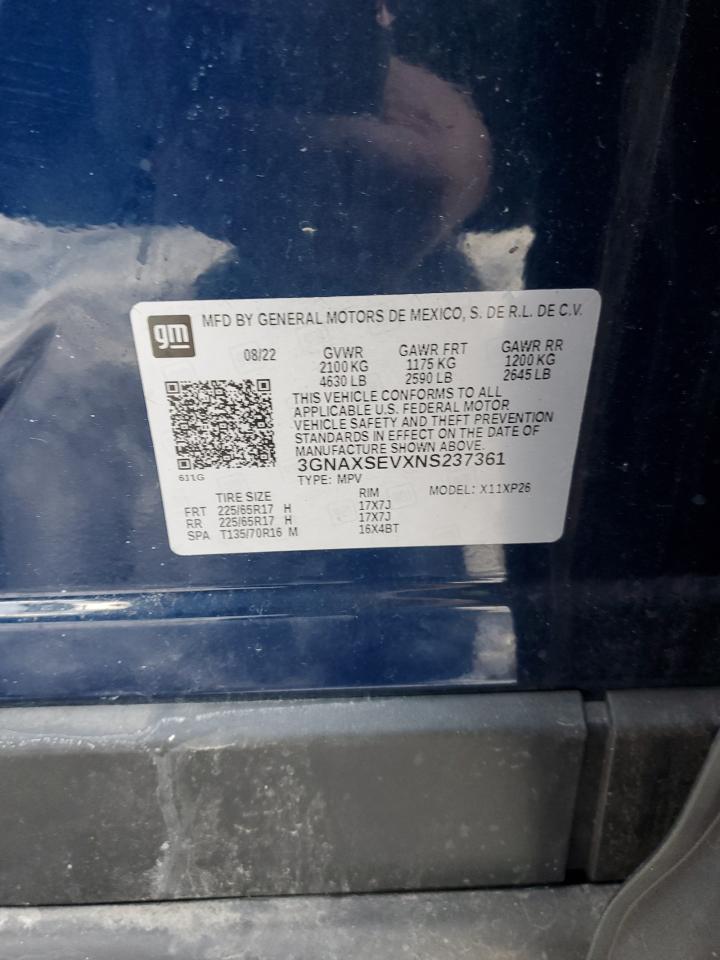 gm
MFD BY GENERAL MOTORS DE MEXICO, S. DE R.L. DE C.V.
08/22 GVWR GAWR FRT GAWR RR
2100 KG 1175 KG 1200 KG
4630 LB 2590 LB 2645 LB
THIS VEHICLE CONFORMS TO ALL
APPLICABLE U.S. FEDERAL MOTOR
VEHICLE SAFETY AND THEFT PREVENTION
STANDARDS IN EFFECT ON THE DATE OF
MANUFACTURE SHOWN ABOVE.
3GNAXSEVXNS237361
611G
TYPE: MPV MODEL: X11XP26
TIRE SIZE RIM
FRT 225/65R17 H 17X7J
RR 225/65R17 H 17X7J
SPA T135/70R16 M 16X4BT